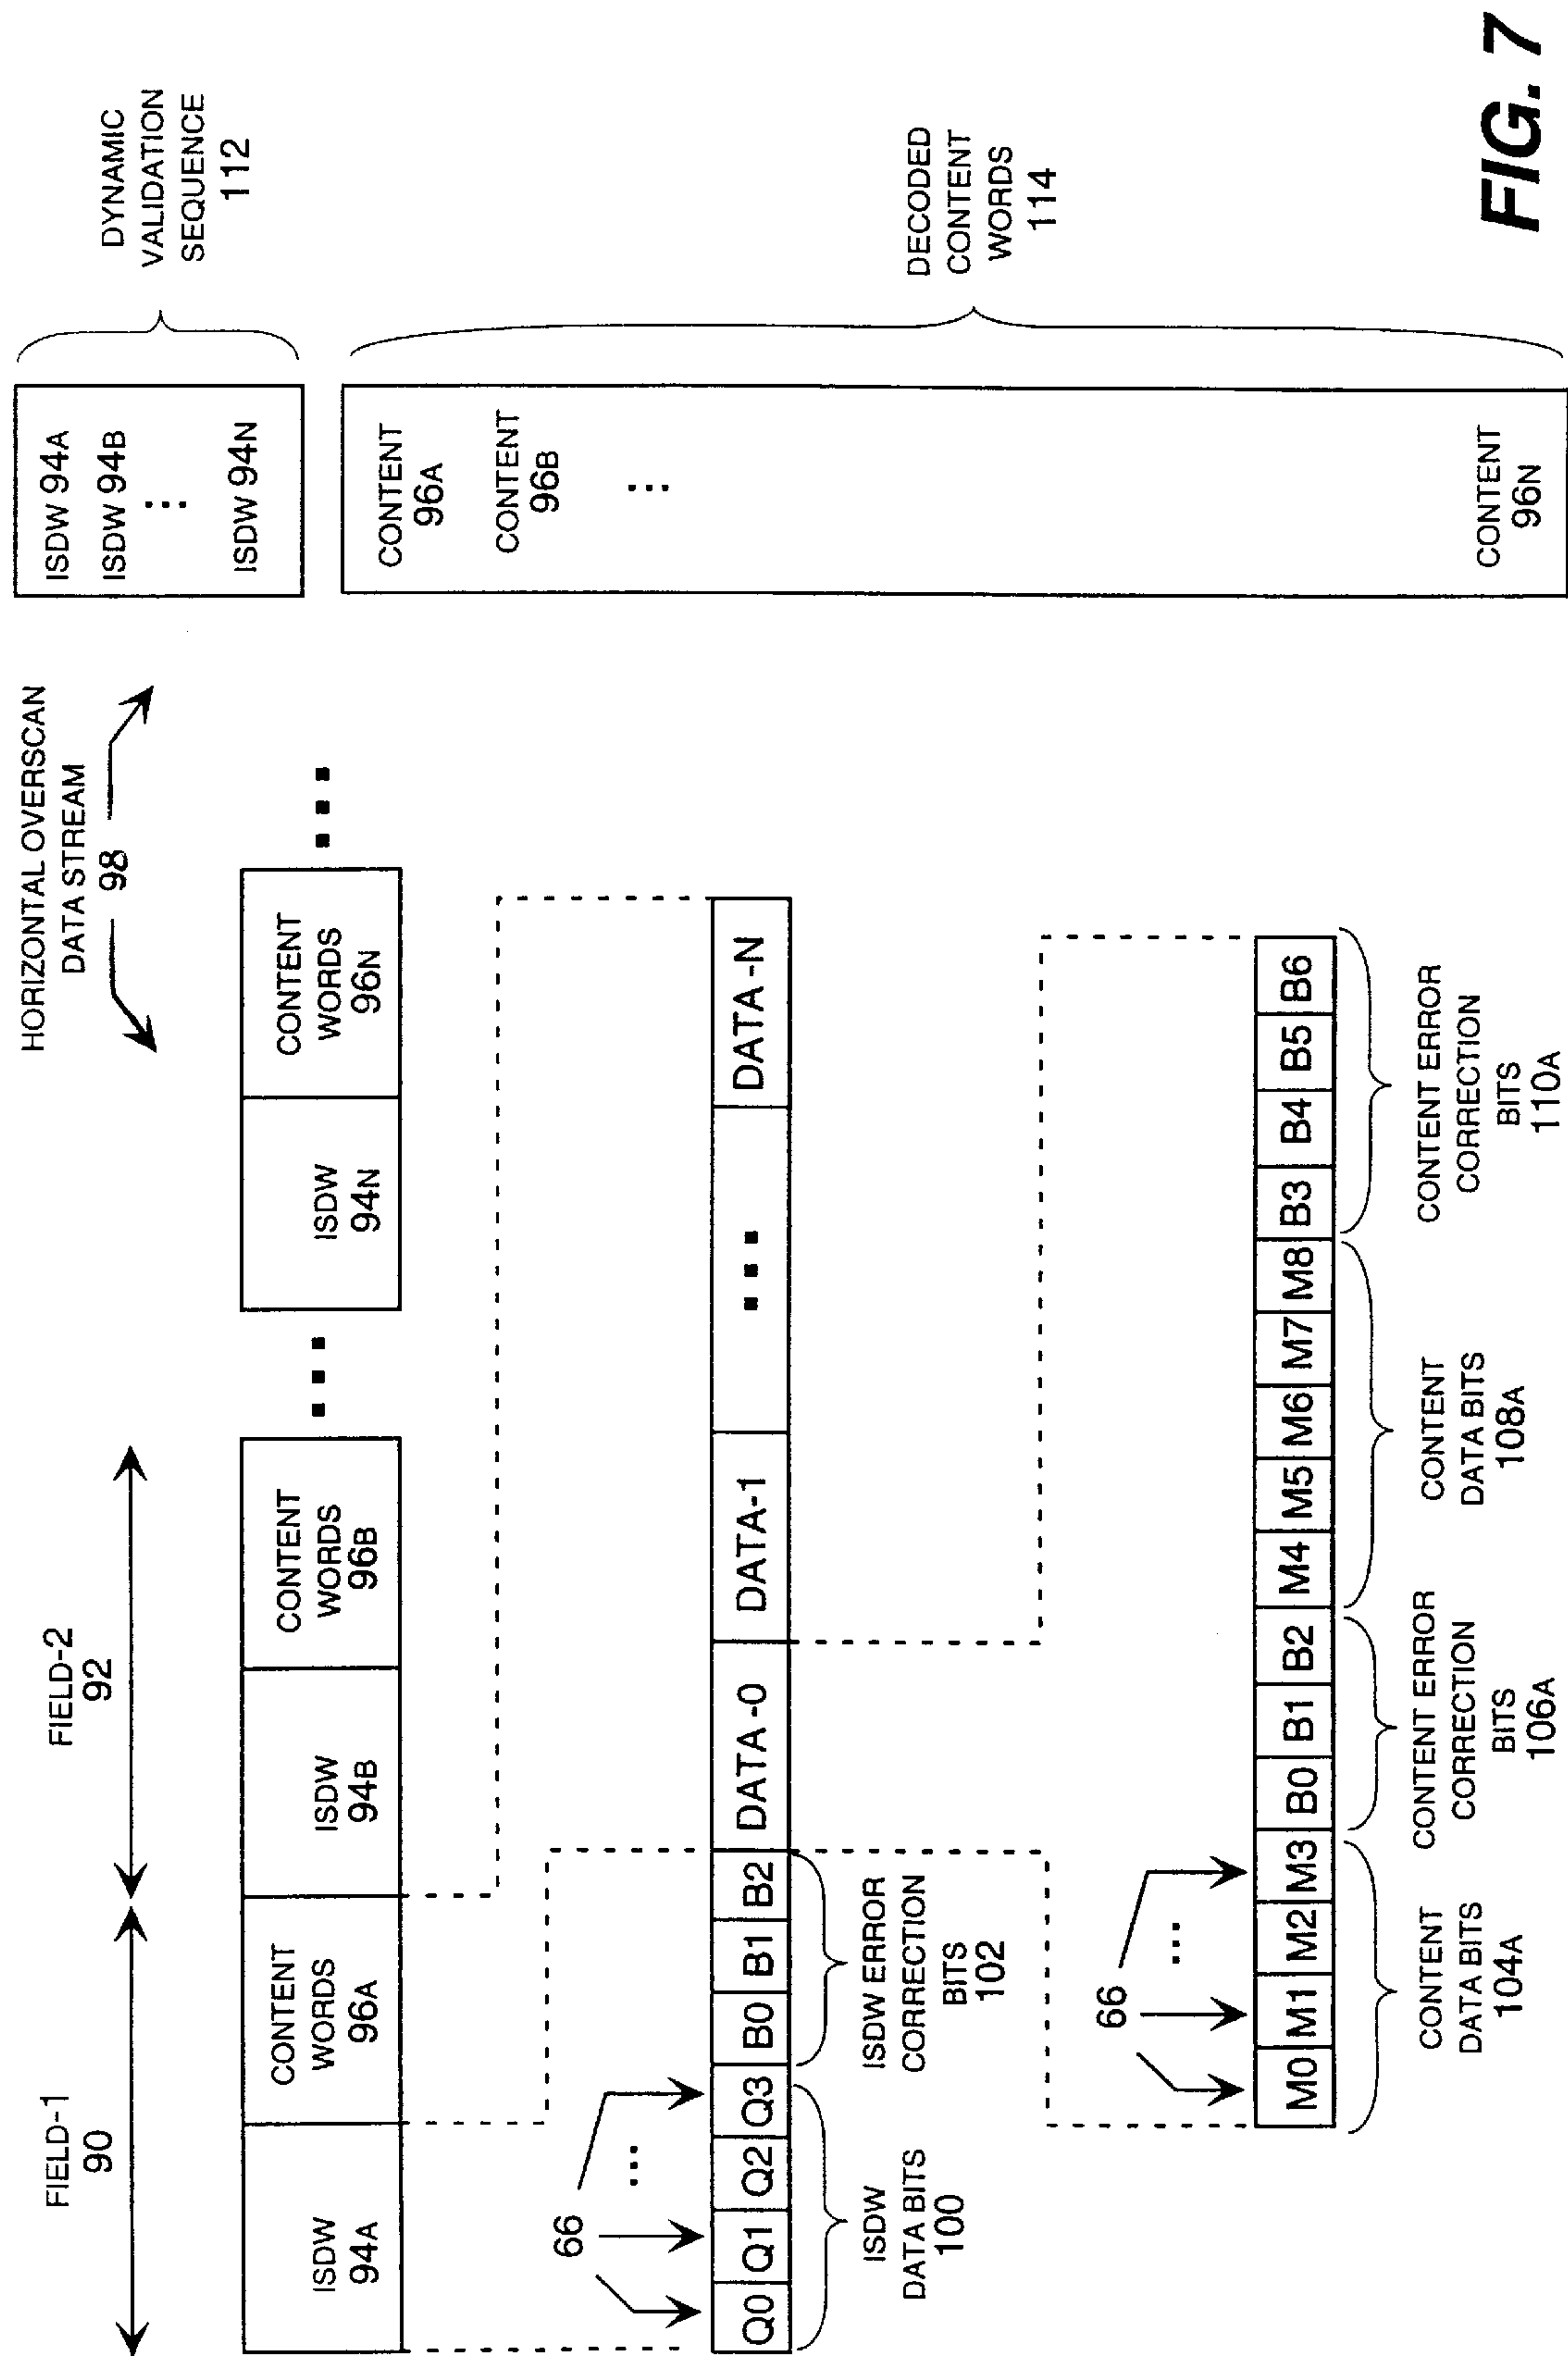 HORIZONTAL OVERSCAN
DATA STREAM
98
FIELD-1
90
FIELD-2
92
ISDW
94A
CONTENT
WORDS
96A
ISDW
94B
CONTENT
WORDS
96B
...
ISDW
94N
CONTENT
WORDS
96N
...
66
...
Q0 Q1 Q2 Q3 B0 B1 B2 DATA-0 DATA-1 ... DATA-N
ISDW
DATA BITS
100
ISDW ERROR
CORRECTION
BITS
102
66
...
M0 M1 M2 M3 B0 B1 B2 M4 M5 M6 M7 M8 B3 B4 B5 B6
CONTENT
DATA BITS
104A
CONTENT ERROR
CORRECTION
BITS
106A
CONTENT
DATA BITS
108A
CONTENT ERROR
CORRECTION
BITS
110A
ISDW 94A
ISDW 94B
...
ISDW 94N
DYNAMIC
VALIDATION
SEQUENCE
112
CONTENT
96A
CONTENT
96B
...
CONTENT
96N
DECODED
CONTENT
WORDS
114
FIG. 7